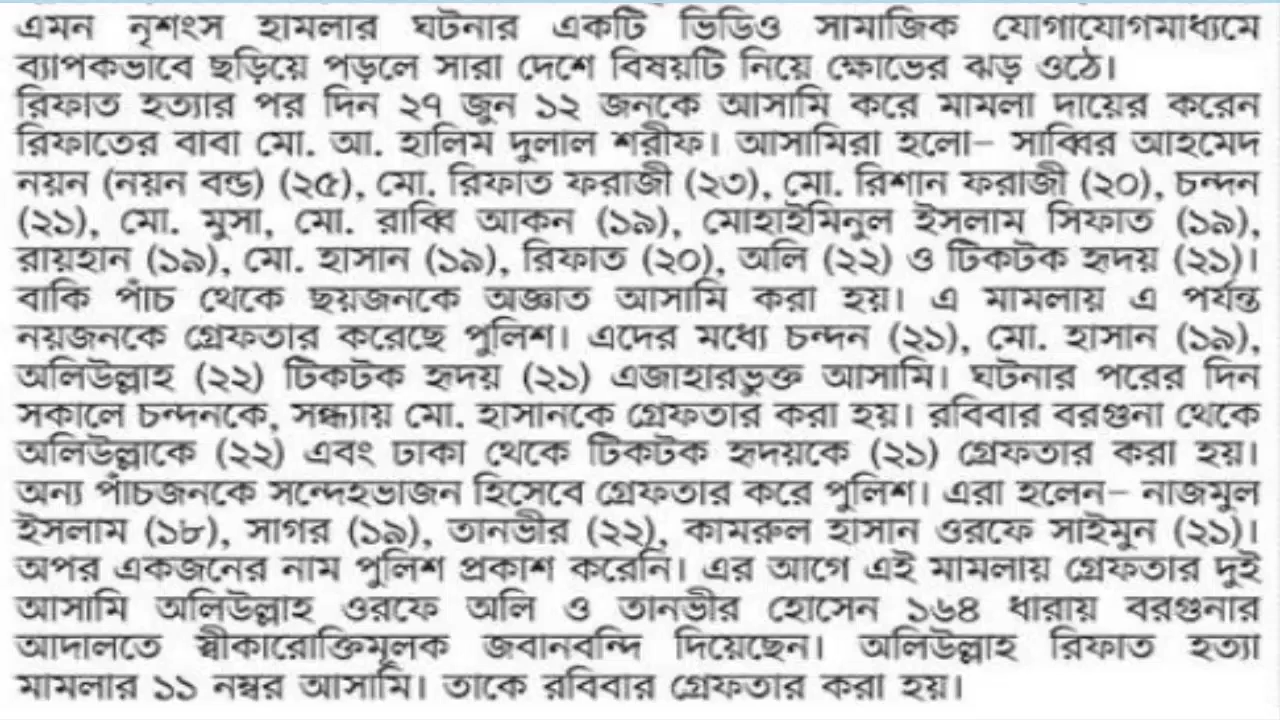 এমন নৃশংস হামলার ঘটনার একটি ভিডিও সামাজিক যোগাযোগমাধ্যমে
ব্যাপকভাবে ছড়িয়ে পড়লে সারা দেশে বিষয়টি নিয়ে ক্ষোভের ঝড় ওঠে।
রিফাত হত্যার পর দিন ২৭ জুন ১২ জনকে আসামি করে মামলা দায়ের করেন
রিফাতের বাবা মো. আ. হালিম দুলাল শরীফ। আসামিরা হলো– সাব্বির আহমেদ
নয়ন (নয়ন বন্ড) (২৫), মো. রিফাত ফরাজী (২৩), মো. রিশান ফরাজী (২০), চন্দন
(২১), মো. মুসা, মো. রাব্বি আকন (১৯), মোহাইমিনুল ইসলাম সিফাত (১৯),
রায়হান (১৯), মো. হাসান (১৯), রিফাত (২০), অলি (২২) ও টিকটক হৃদয় (২১)।
বাকি পাঁচ থেকে ছয়জনকে অজ্ঞাত আসামি করা হয়। এ মামলায় এ পর্যন্ত
নয়জনকে গ্রেফতার করেছে পুলিশ। এদের মধ্যে চন্দন (২১), মো. হাসান (১৯),
অলিউল্লাহ (২২) টিকটক হৃদয় (২১) এজাহারভুক্ত আসামি। ঘটনার পরের দিন
সকালে চন্দনকে, সন্ধ্যায় মো. হাসানকে গ্রেফতার করা হয়। রবিবার বরগুনা থেকে
অলিউল্লাকে (২২) এবং ঢাকা থেকে টিকটক হৃদয়কে (২১) গ্রেফতার করা হয়।
অন্য পাঁচজনকে সন্দেহভাজন হিসেবে গ্রেফতার করে পুলিশ। এরা হলেন– নাজমুল
ইসলাম (১৮), সাগর (১৯), তানভীর (২২), কামরুল হাসান ওরফে সাইমুন (২১)।
অপর একজনের নাম পুলিশ প্রকাশ করেনি। এর আগে এই মামলায় গ্রেফতার দুই
আসামি অলিউল্লাহ ওরফে অলি ও তানভীর হোসেন ১৬৪ ধারায় বরগুনার
আদালতে স্বীকারোক্তিমূলক জবানবন্দি দিয়েছেন। অলিউল্লাহ রিফাত হত্যা
মামলার ১১ নম্বর আসামি। তাকে রবিবার গ্রেফতার করা হয়।